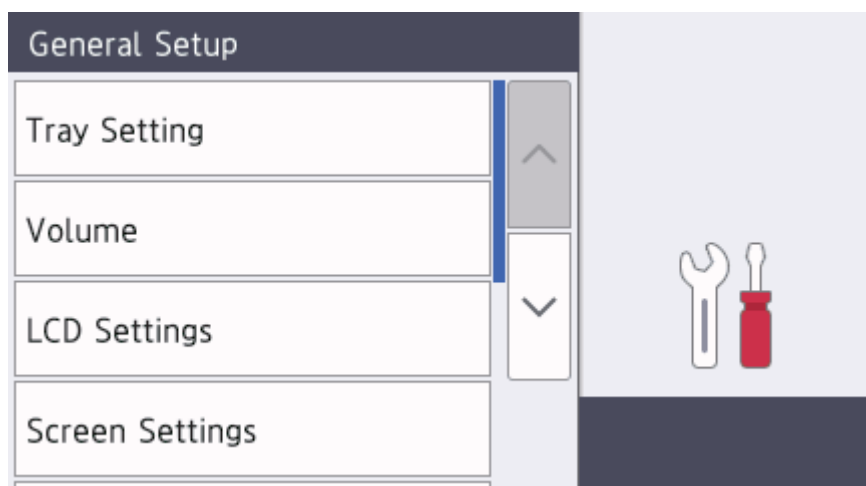 General Setup
Tray Setting
Volume
LCD Settings
Screen Settings